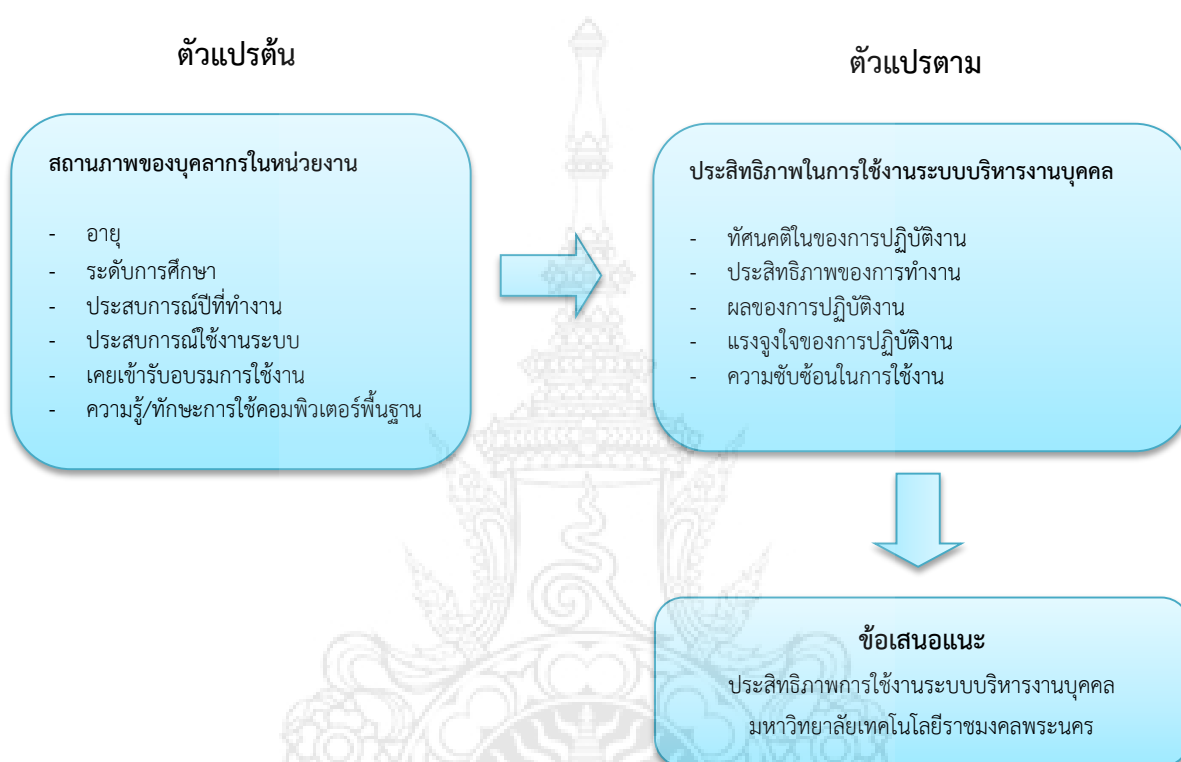 ตัวแปรต้น
สถานภาพของบุคลากรในหน่วยงาน
- อายุ
- ระดับการศึกษา
- ประสบการณ์ปีที่ทำงาน
- ประสบการณ์ใช้งานระบบ
- เคยเข้ารับอบรมการใช้งาน
- ความรู้/ทักษะการใช้คอมพิวเตอร์พื้นฐาน
ตัวแปรตาม
ประสิทธิภาพในการใช้งานระบบบริหารงานบุคคล
- ทัศนคติในของการปฏิบัติงาน
- ประสิทธิภาพของการทำงาน
- ผลของการปฏิบัติงาน
- แรงจูงใจของการปฏิบัติงาน
- ความซับซ้อนในการใช้งาน
ข้อเสนอแนะ
ประสิทธิภาพการใช้งานระบบบริหารงานบุคคล
มหาวิทยาลัยเทคโนโลยีราชมงคลพระนคร